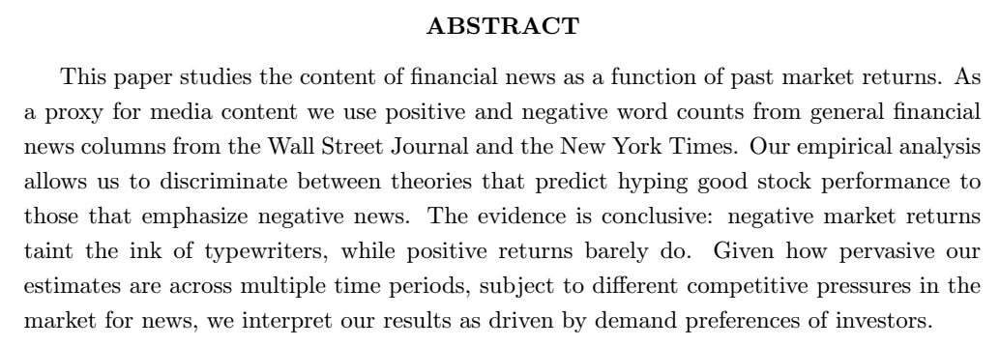 ABSTRACT
This paper studies the content of financial news as a function of past market returns. As
a proxy for media content we use positive and negative word counts from general financial
news columns from the Wall Street Journal and the New York Times. Our empirical analysis
allows us to discriminate between theories that predict hyping good stock performance to
those that emphasize negative news. The evidence is conclusive: negative market returns
taint the ink of typewriters, while positive returns barely do. Given how pervasive our
estimates are across multiple time periods, subject to different competitive pressures in the
market for news, we interpret our results as driven by demand preferences of investors.